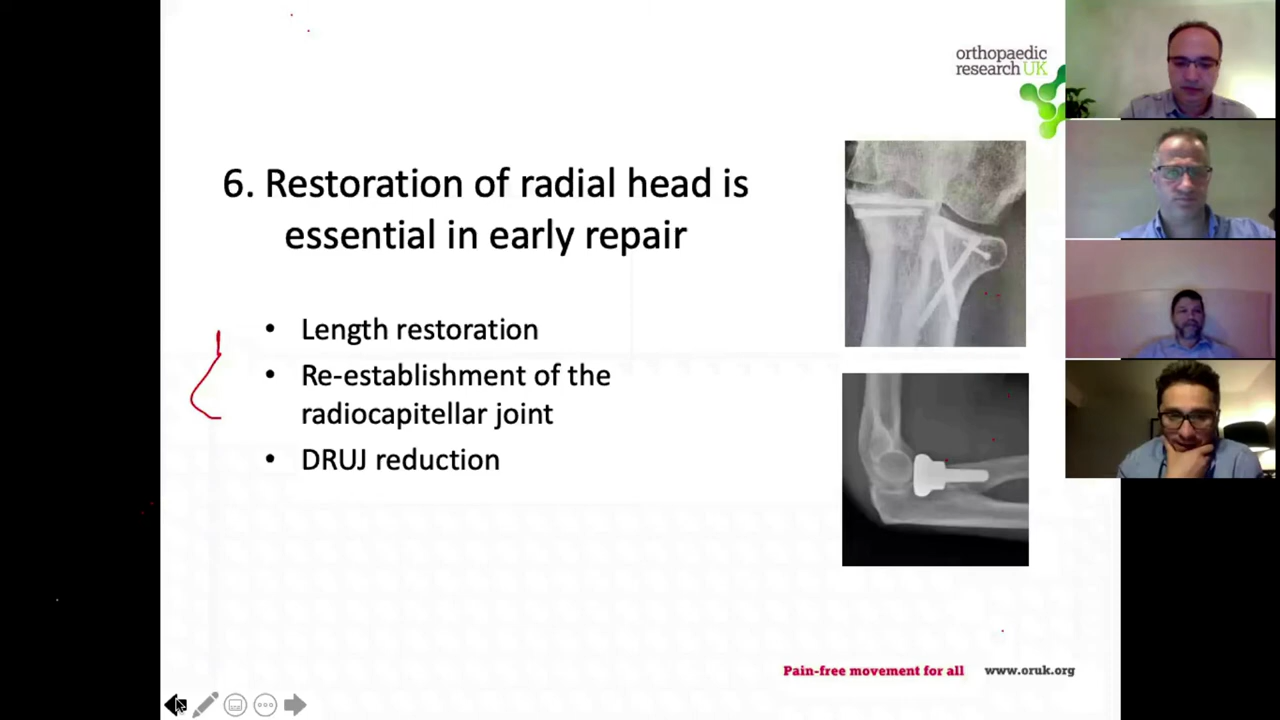 orthopaedic
research UK
6. Restoration of radial head is
essential in early repair
• Length restoration
• Re-establishment of the
radiocapitellar joint
• DRUJ reduction
Pain-free movement for all www.oruk.org